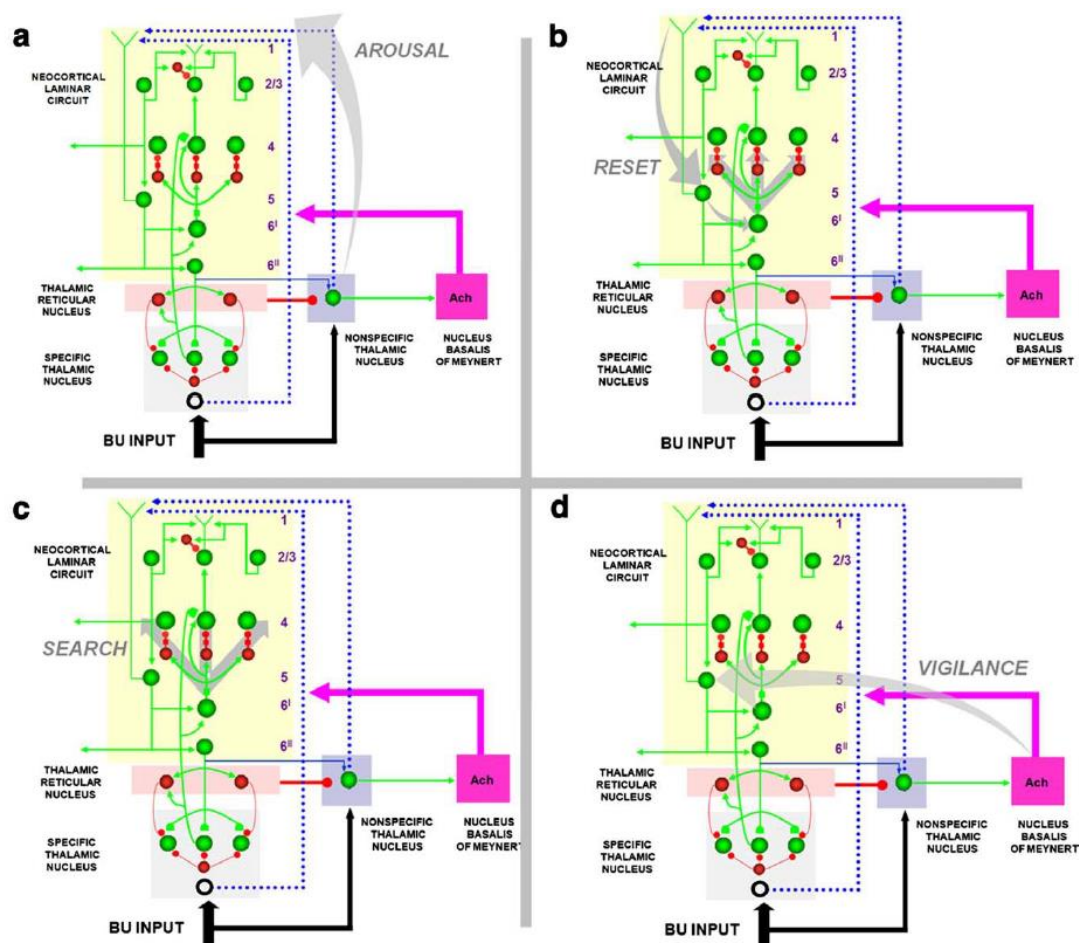 a
AROUSAL
NEOCORTICAL
LAMINAR
CIRCUIT
1
2/3
4
5
6ᴵ
6ᴵᴵ
THALAMIC
RETICULAR
NUCLEUS
SPECIFIC
THALAMIC
NUCLEUS
NONSPECIFIC
THALAMIC
NUCLEUS
Ach
NUCLEUS
BASALIS
OF MEYNERT
BU INPUT
b
RESET
NEOCORTICAL
LAMINAR
CIRCUIT
1
2/3
4
5
6ᴵ
6ᴵᴵ
THALAMIC
RETICULAR
NUCLEUS
SPECIFIC
THALAMIC
NUCLEUS
NONSPECIFIC
THALAMIC
NUCLEUS
Ach
NUCLEUS
BASALIS
OF MEYNERT
BU INPUT
c
SEARCH
NEOCORTICAL
LAMINAR
CIRCUIT
1
2/3
4
5
6ᴵ
6ᴵᴵ
THALAMIC
RETICULAR
NUCLEUS
SPECIFIC
THALAMIC
NUCLEUS
NONSPECIFIC
THALAMIC
NUCLEUS
Ach
NUCLEUS
BASALIS
OF MEYNERT
BU INPUT
d
VIGILANCE
NEOCORTICAL
LAMINAR
CIRCUIT
1
2/3
4
5
6ᴵ
6ᴵᴵ
THALAMIC
RETICULAR
NUCLEUS
SPECIFIC
THALAMIC
NUCLEUS
NONSPECIFIC
THALAMIC
NUCLEUS
Ach
NUCLEUS
BASALIS
OF MEYNERT
BU INPUT